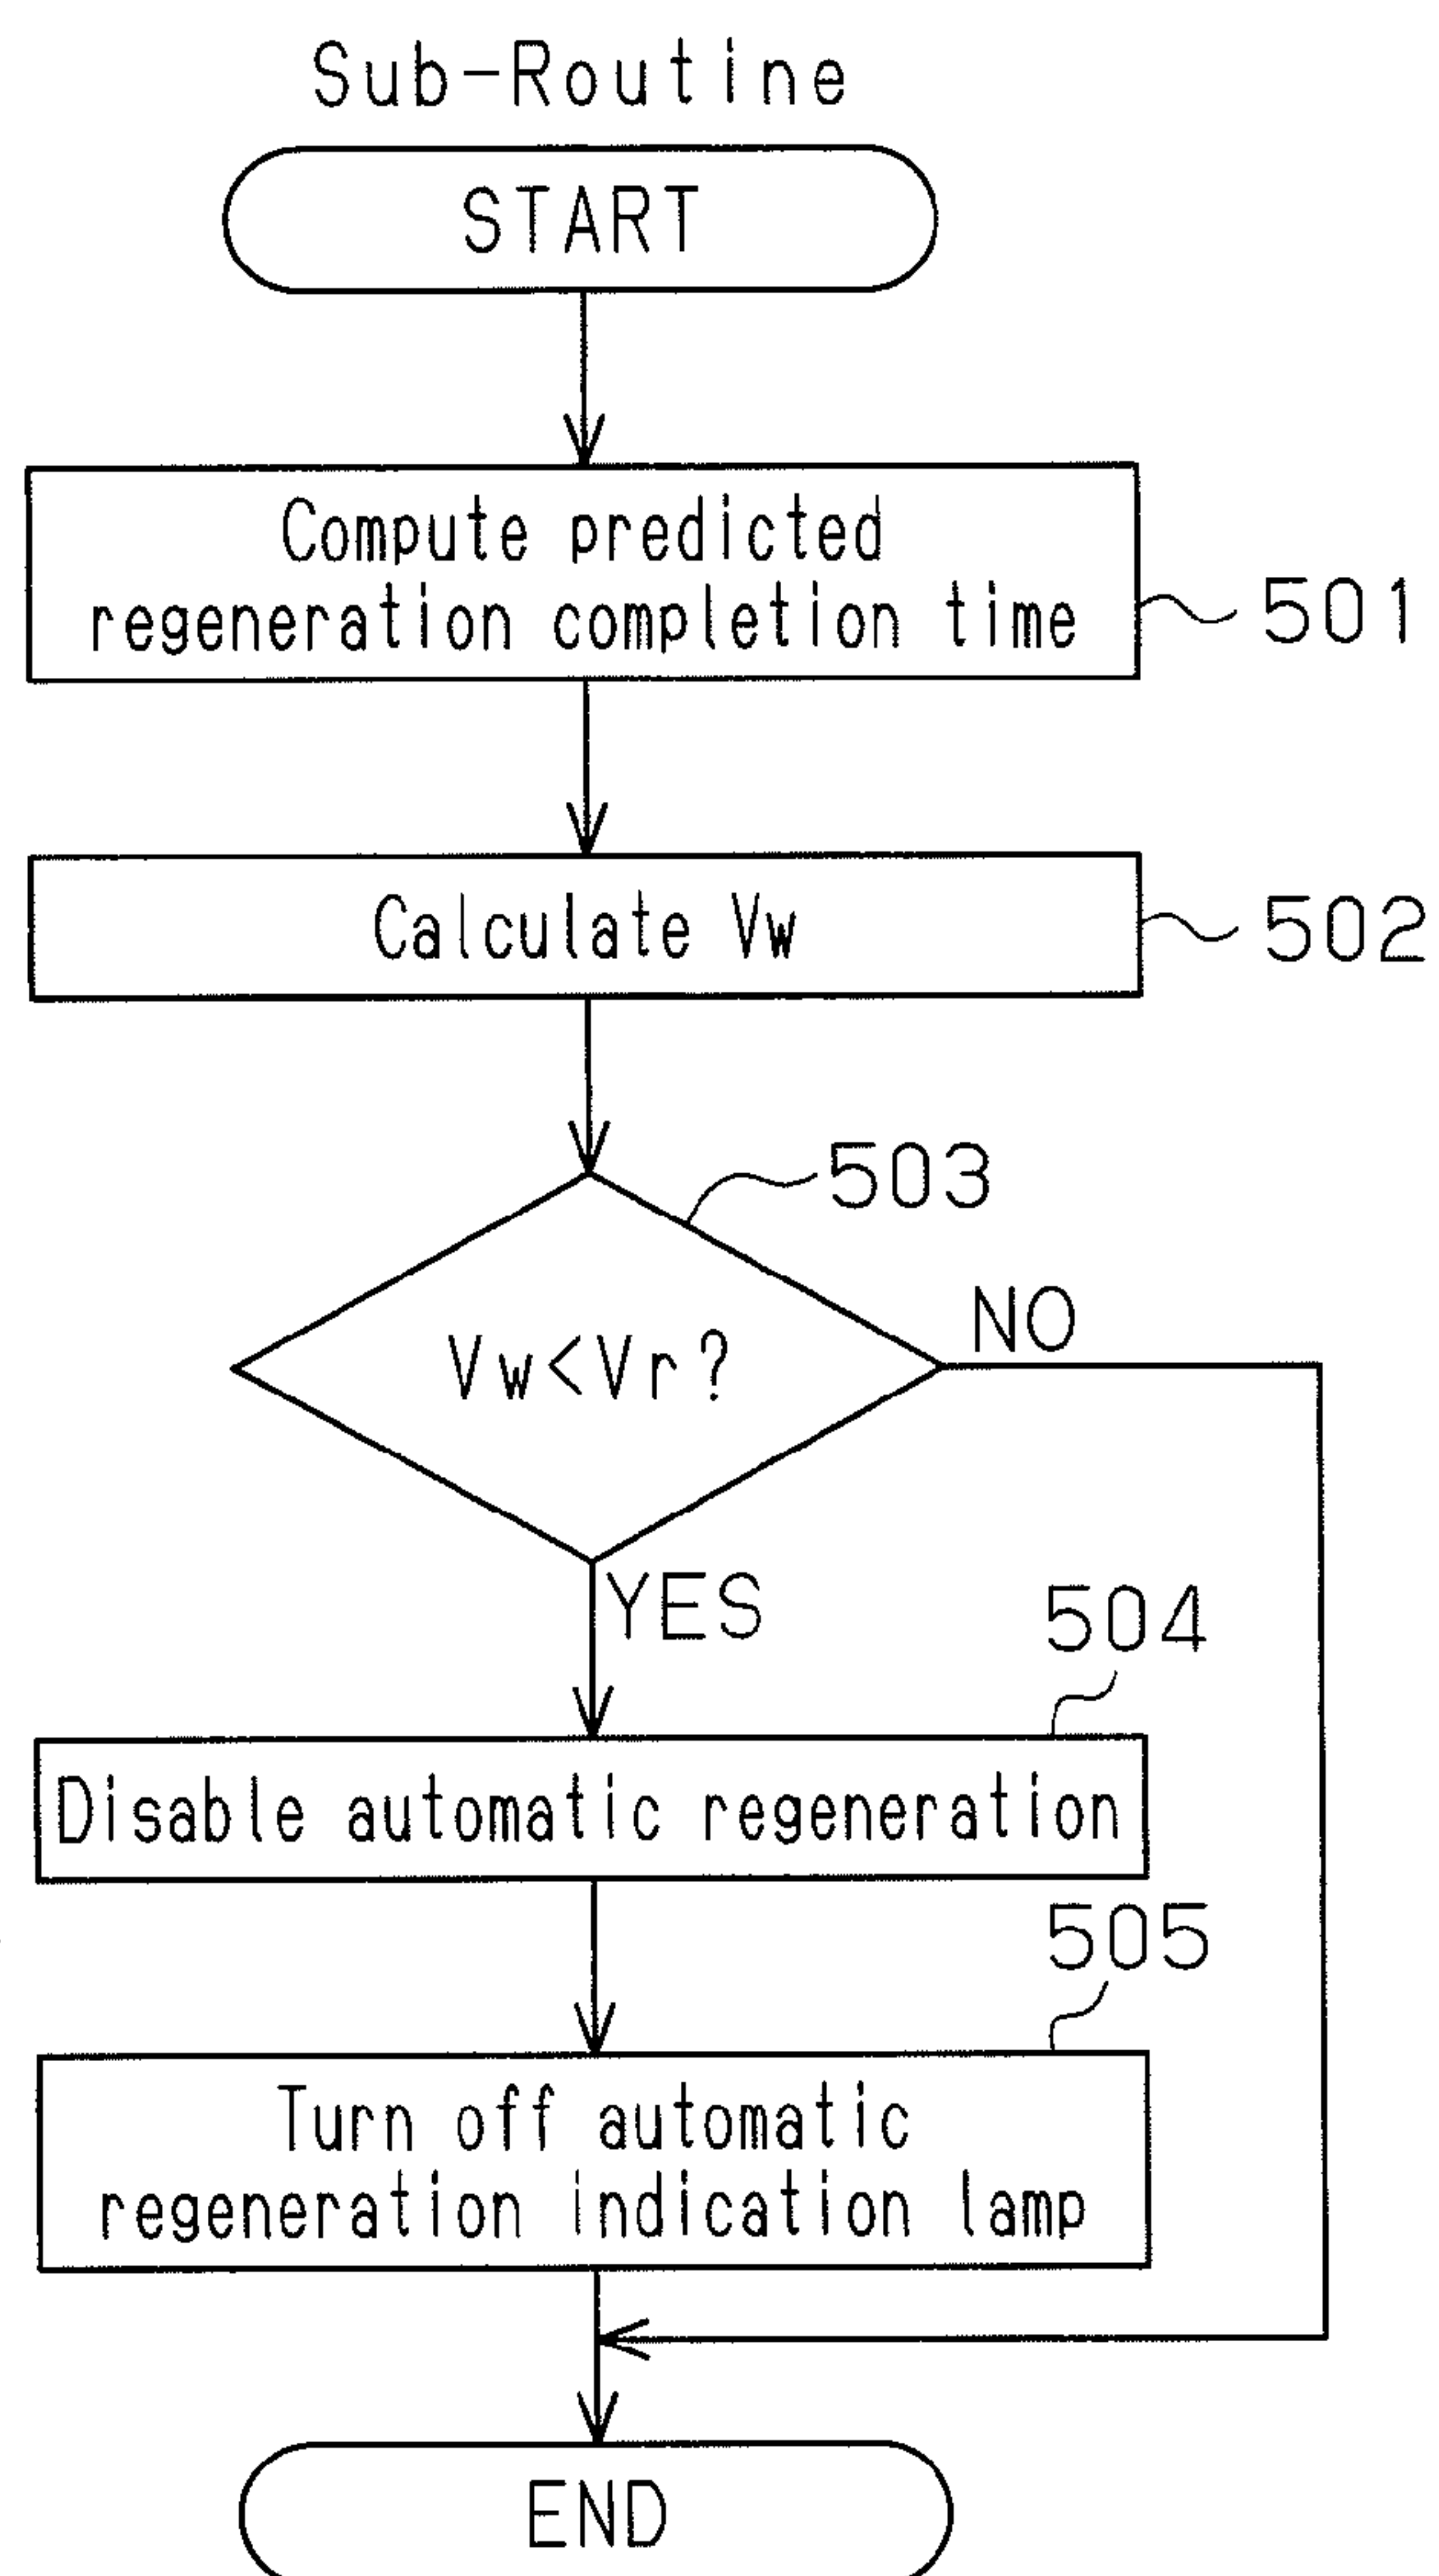 Sub-Routine
START
Compute predicted
regeneration completion time
501
Calculate Vw
502
503
Vw<Vr?
NO
YES
504
Disable automatic regeneration
505
Turn off automatic
regeneration indication lamp
END